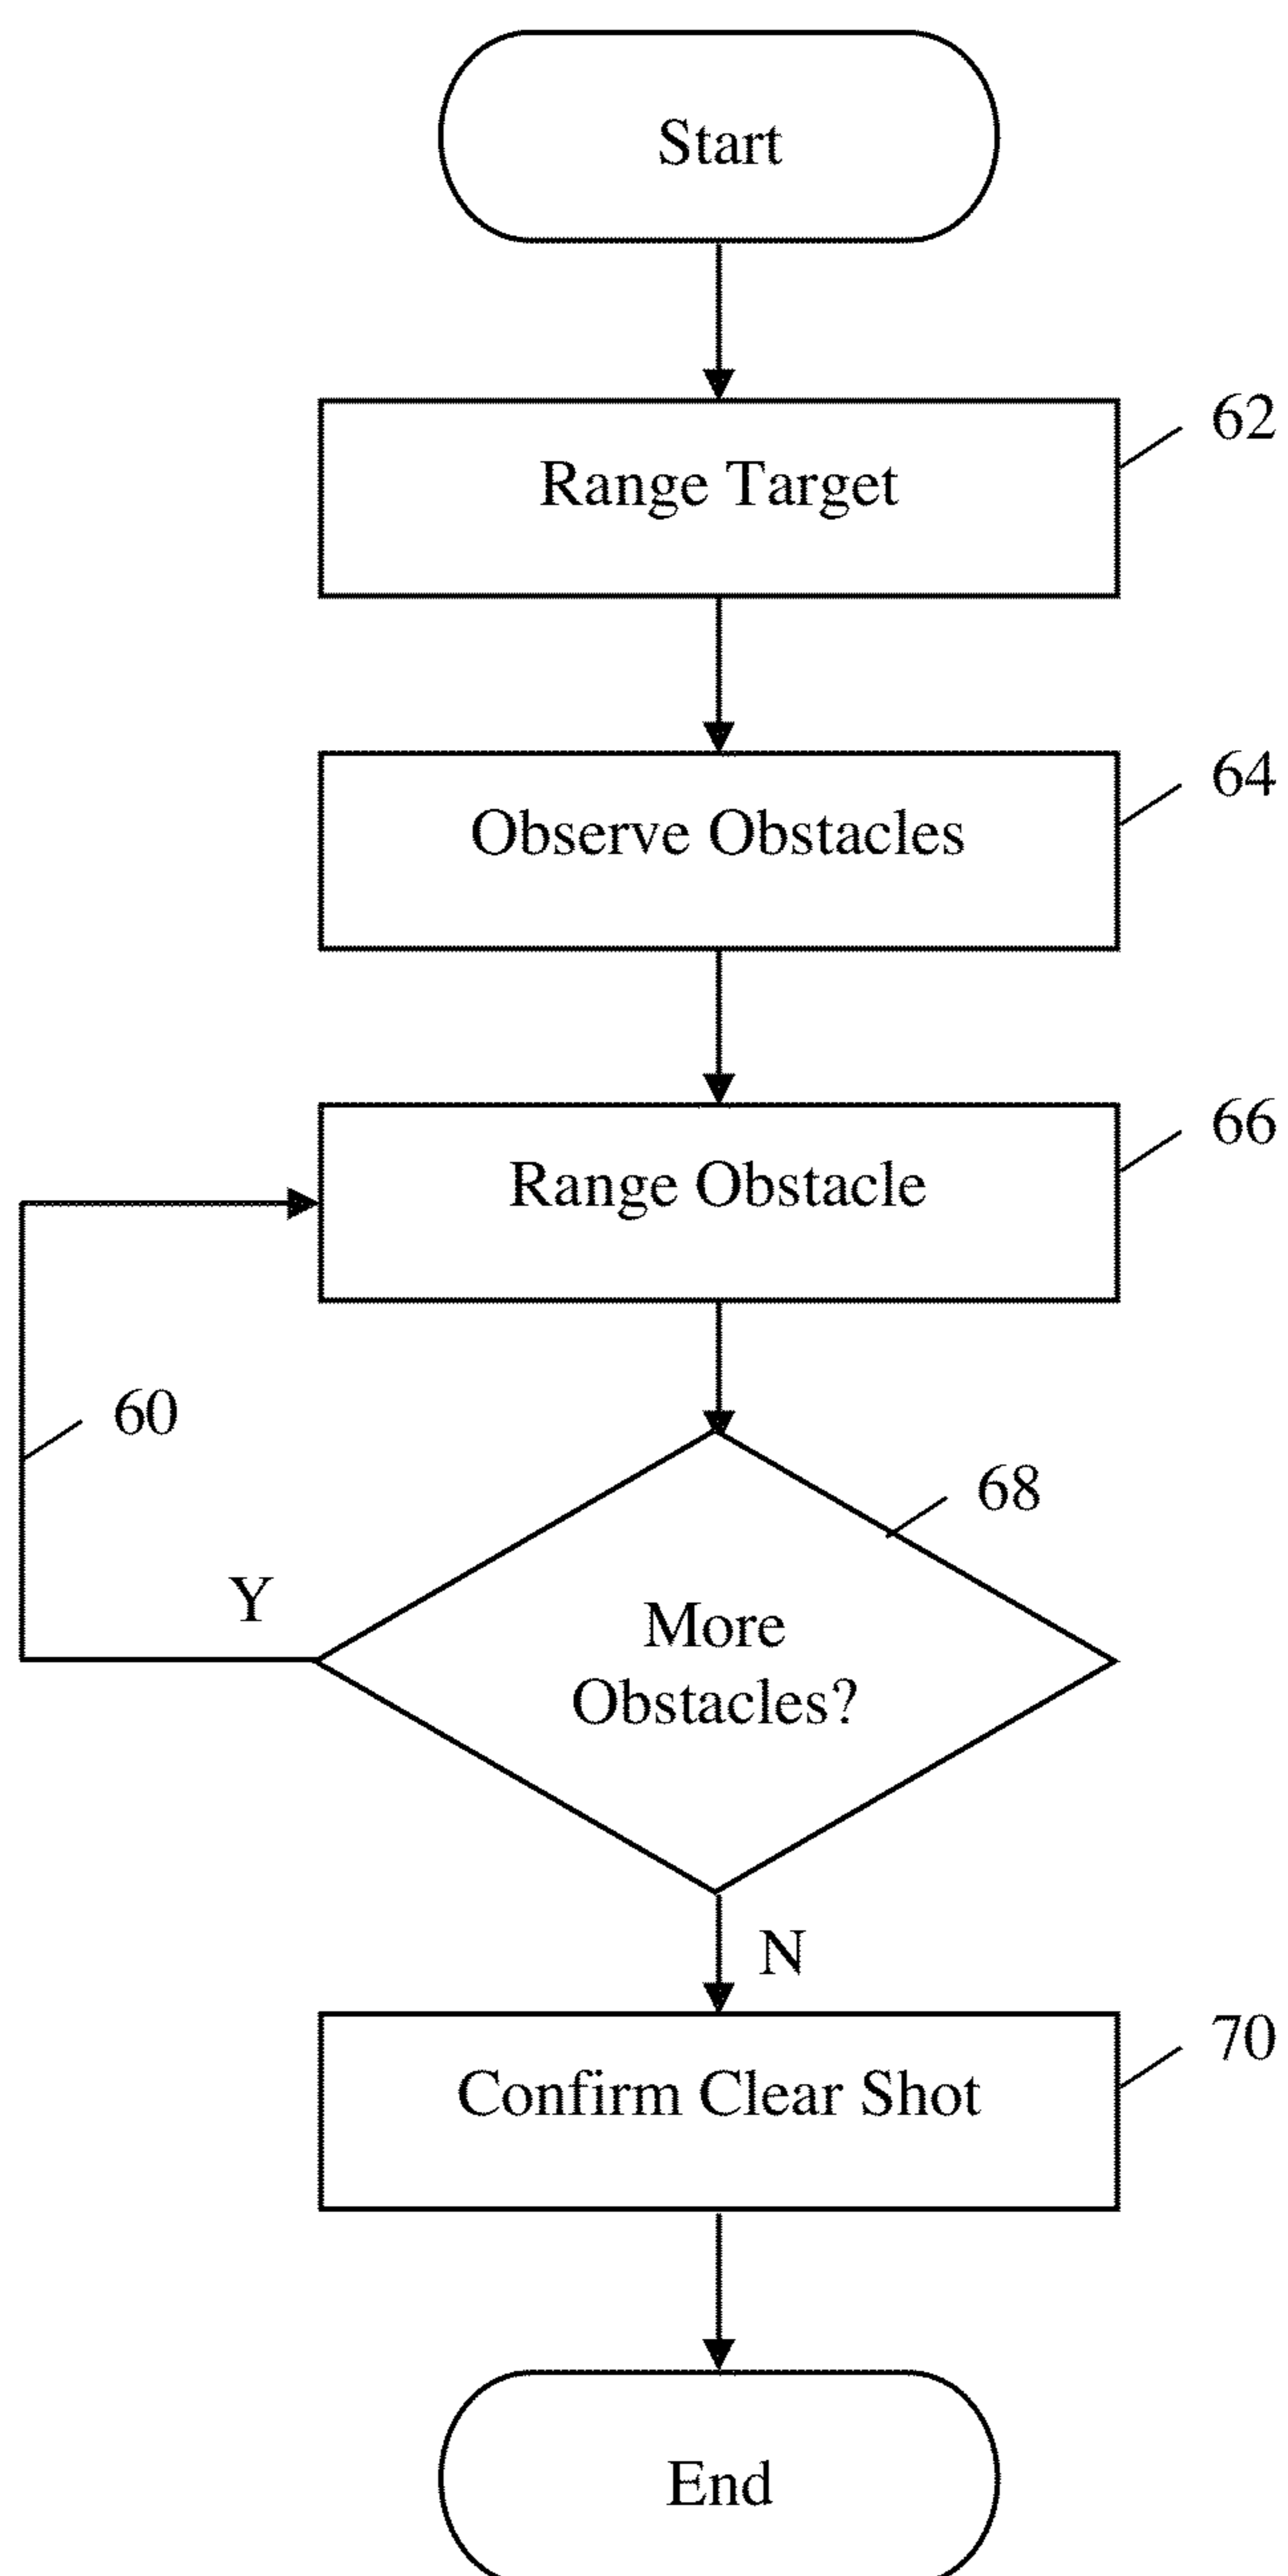 Start
62
Range Target
64
Observe Obstacles
66
Range Obstacle
60
68
Y
More
Obstacles?
N
70
Confirm Clear Shot
End